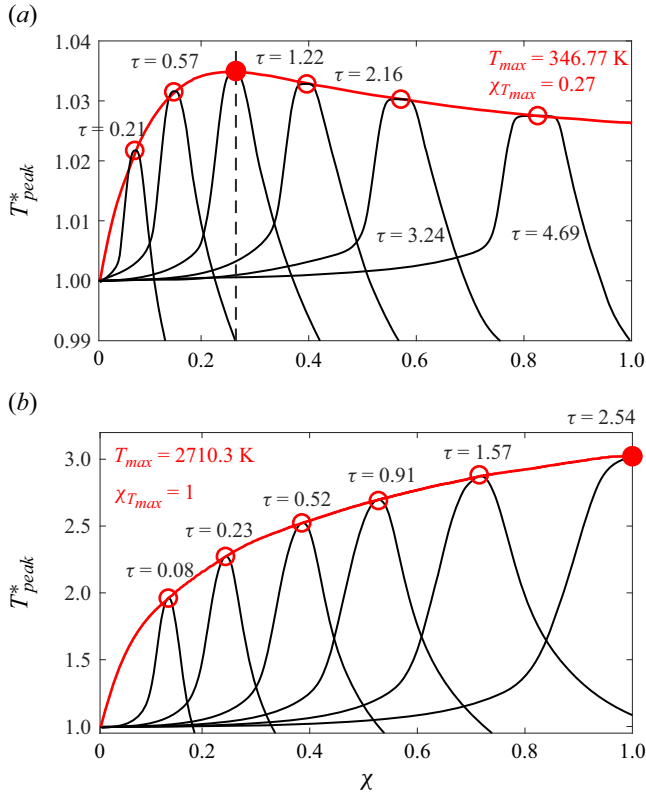 (a)
1.04
τ = 0.57
τ = 1.22
T_max = 346.77 K
τ = 2.16
χ_T_max = 0.27
1.03
τ = 0.21
1.02
T*_peak
1.01
τ = 3.24
τ = 4.69
1.00
0.99
0 0.2 0.4 0.6 0.8 1.0
(b)
τ = 2.54
T_max = 2710.3 K
τ = 1.57
3.0
χ_T_max = 1
τ = 0.91
τ = 0.52
2.5
τ = 0.23
τ = 0.08
2.0
T*_peak
1.5
1.0
0 0.2 0.4 0.6 0.8 1.0
χ